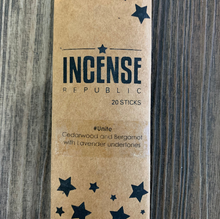 INCENSE
REPUBLIC
20 STICKS
#Unite
Cedarwood and Bergamot
with Lavender undertones